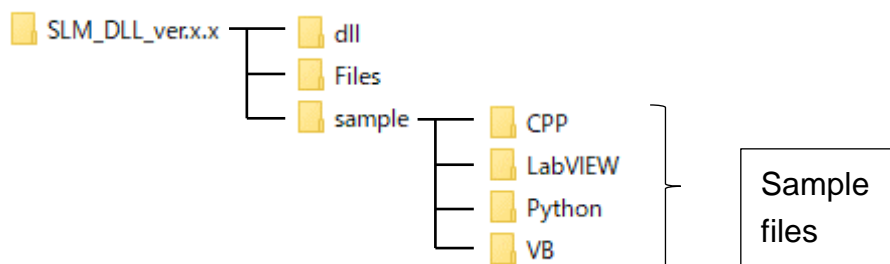 SLM_DLL_ver.x.x
dll
Files
sample
CPP
LabVIEW
Python
VB
Sample
files